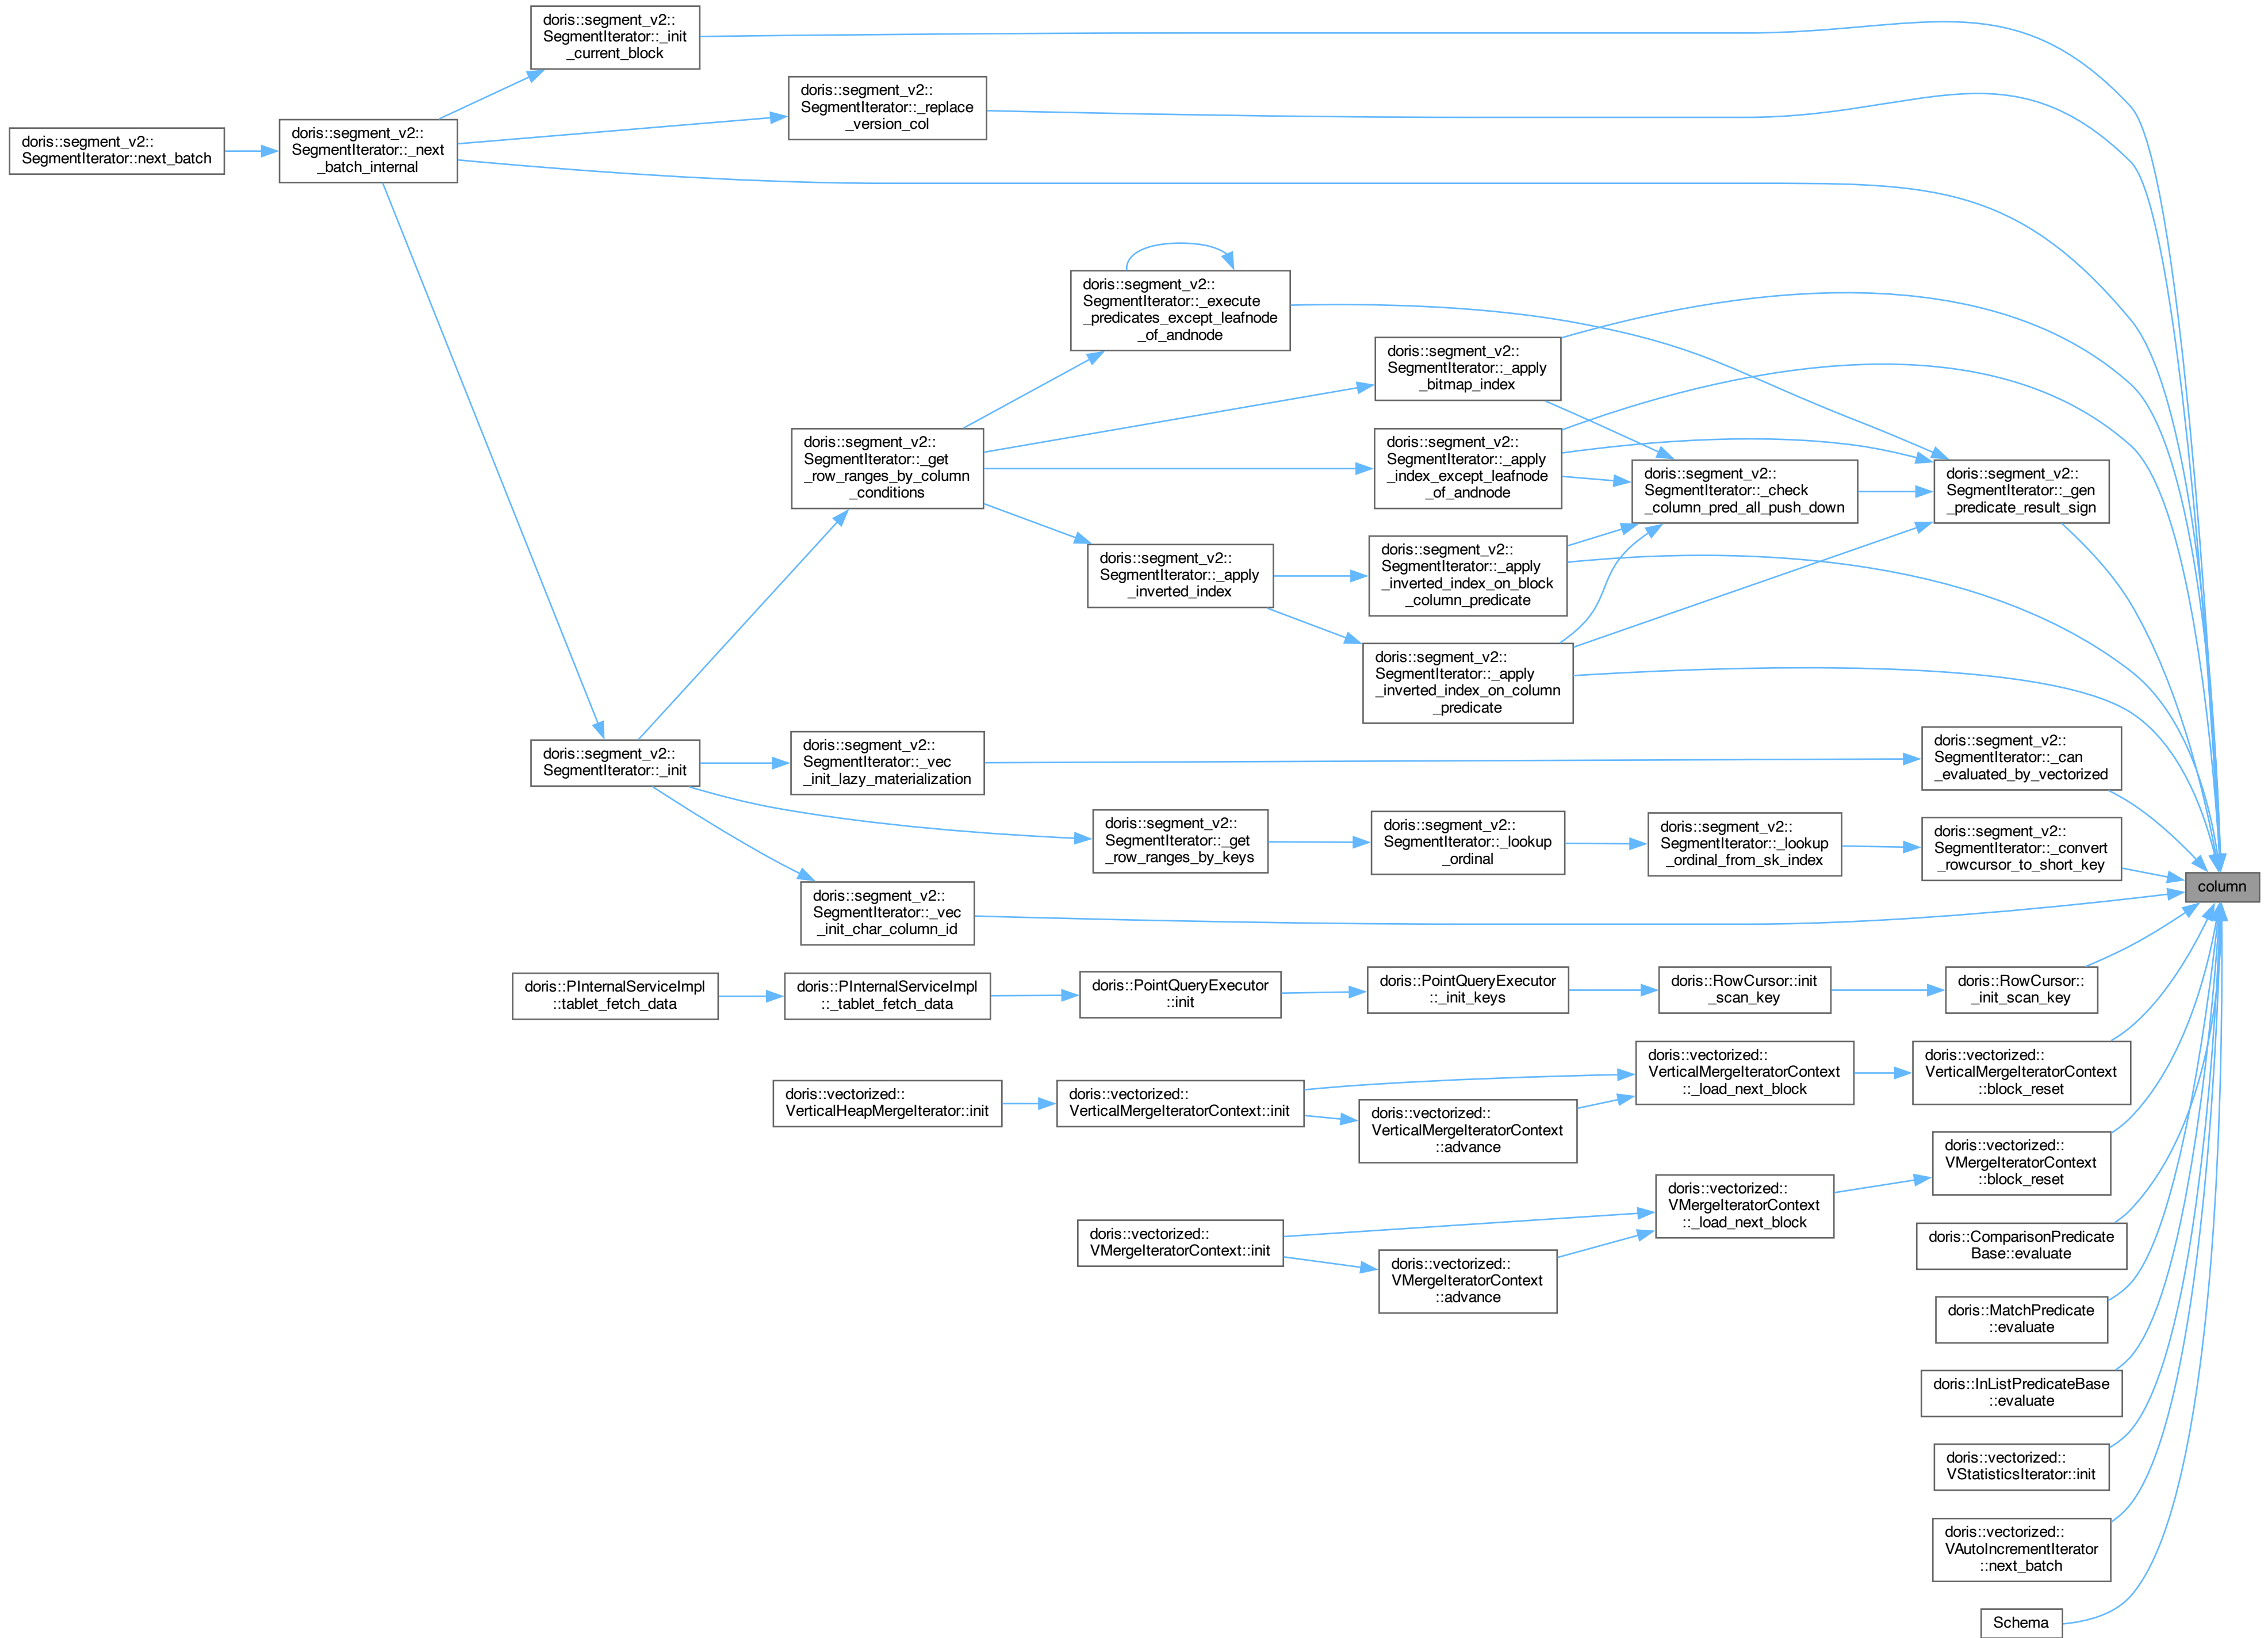 doris::segment_v2::
SegmentIterator::_init
_current_block
doris::segment_v2::
SegmentIterator::_replace
_version_col
doris::segment_v2::
SegmentIterator::next_batch
doris::segment_v2::
SegmentIterator::_next
_batch_internal
doris::segment_v2::
SegmentIterator::_execute
_predicates_except_leafnode
_of_andnode
doris::segment_v2::
SegmentIterator::_apply
_bitmap_index
doris::segment_v2::
SegmentIterator::_get
_row_ranges_by_column
_conditions
doris::segment_v2::
SegmentIterator::_apply
_index_except_leafnode
_of_andnode
doris::segment_v2::
SegmentIterator::_check
_column_pred_all_push_down
doris::segment_v2::
SegmentIterator::_gen
_predicate_result_sign
doris::segment_v2::
SegmentIterator::_apply
_inverted_index
doris::segment_v2::
SegmentIterator::_apply
_inverted_index_on_block
_column_predicate
doris::segment_v2::
SegmentIterator::_apply
_inverted_index_on_column
_predicate
doris::segment_v2::
SegmentIterator::_init
doris::segment_v2::
SegmentIterator::_vec
_init_lazy_materialization
doris::segment_v2::
SegmentIterator::_can
_evaluated_by_vectorized
doris::segment_v2::
SegmentIterator::_get
_row_ranges_by_keys
doris::segment_v2::
SegmentIterator::_lookup
_ordinal
doris::segment_v2::
SegmentIterator::_lookup
_ordinal_from_sk_index
doris::segment_v2::
SegmentIterator::_convert
_rowcursor_to_short_key
column
doris::segment_v2::
SegmentIterator::_vec
_init_char_column_id
doris::PInternalServiceImpl
::tablet_fetch_data
doris::PInternalServiceImpl
::_tablet_fetch_data
doris::PointQueryExecutor
::init
doris::PointQueryExecutor
::_init_keys
doris::RowCursor::init
_scan_key
doris::RowCursor::
_init_scan_key
doris::vectorized::
VerticalHeapMergeIterator::init
doris::vectorized::
VerticalMergeIteratorContext::init
doris::vectorized::
VerticalMergeIteratorContext
::advance
doris::vectorized::
VerticalMergeIteratorContext
::_load_next_block
doris::vectorized::
VerticalMergeIteratorContext
::block_reset
doris::vectorized::
VMergeIteratorContext::init
doris::vectorized::
VMergeIteratorContext
::advance
doris::vectorized::
VMergeIteratorContext
::_load_next_block
doris::vectorized::
VMergeIteratorContext
::block_reset
doris::ComparisonPredicate
Base::evaluate
doris::MatchPredicate
::evaluate
doris::InListPredicateBase
::evaluate
doris::vectorized::
VStatisticsIterator::init
doris::vectorized::
VAutoIncrementIterator
::next_batch
Schema